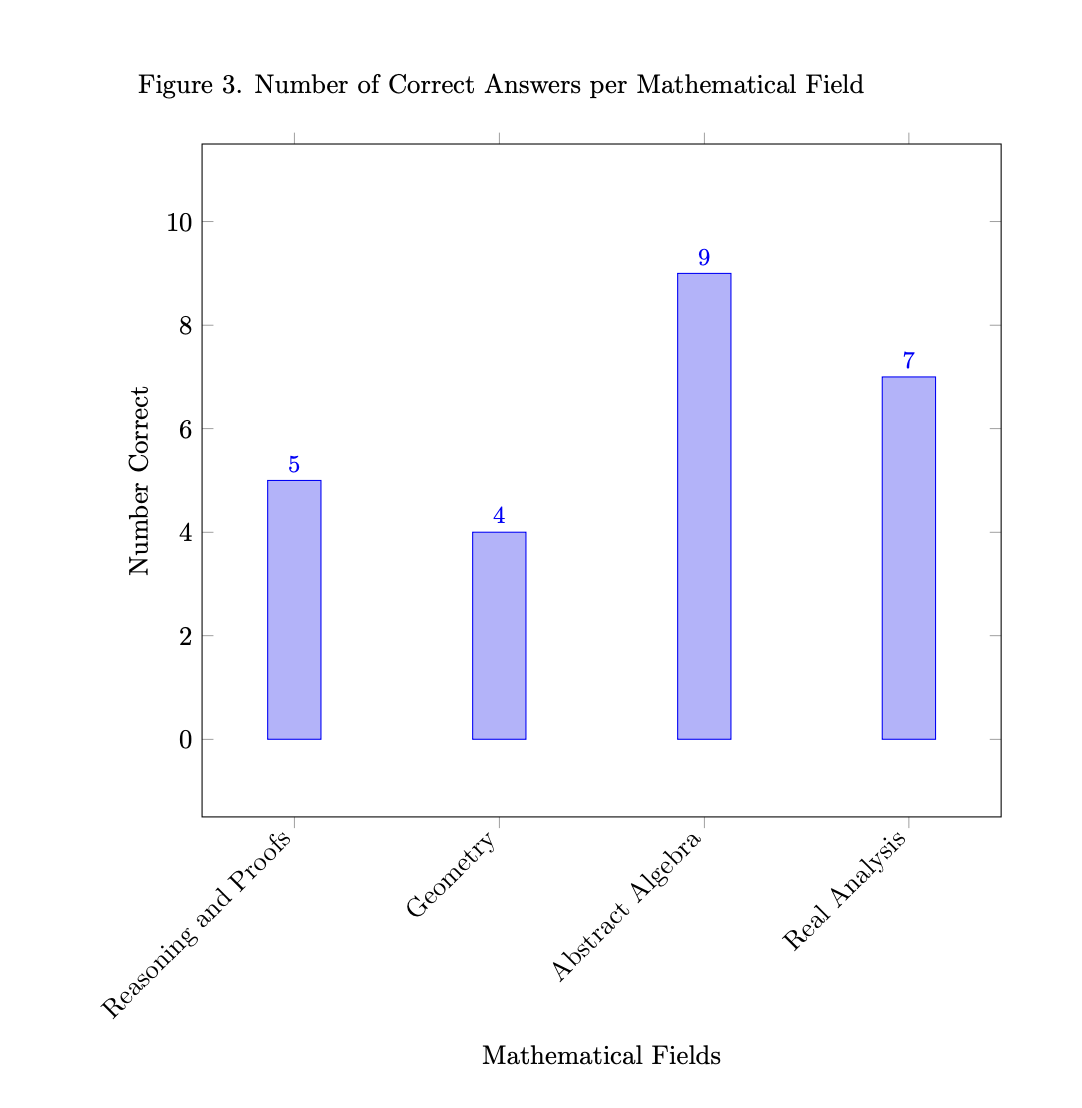 Figure 3. Number of Correct Answers per Mathematical Field
10
8
6
4
2
0
Number Correct
5
4
9
7
Reasoning and Proofs
Geometry
Abstract Algebra
Real Analysis
Mathematical Fields